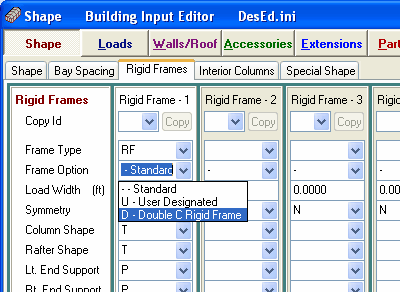 Shape Building Input Editor DesEd.ini
Shape Loads Walls/Roof Accessories Extensions
Shape Bay Spacing Rigid Frames Interior Columns Special Shape
Rigid Frames Rigid Frame - 1 Rigid Frame - 2 Rigid Frame - 3
Copy Id Copy Copy Copy
Frame Type RF
Frame Option - Standard - -
Load Width (ft) - - Standard 0.0000 0.000
U - User Designated
Symmetry D - Double C Rigid Frame N N
Column Shape T
Rafter Shape T
Lt. End Support P
Rt. End Support P